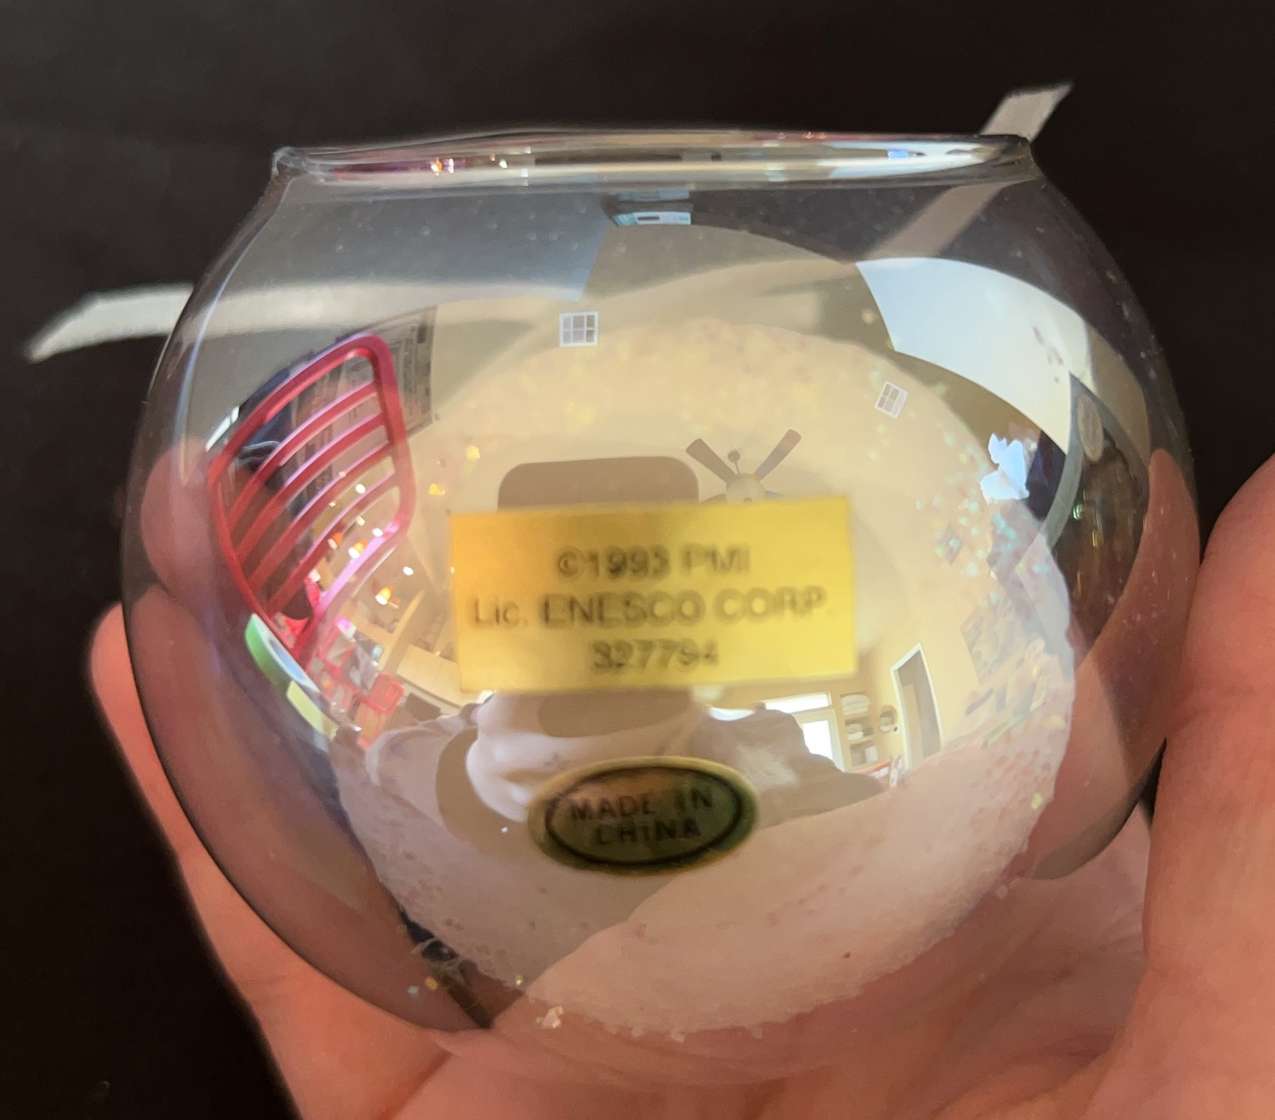 ©1993 PMI
Lic. ENESCO CORP.
327794
MADE IN
CHINA